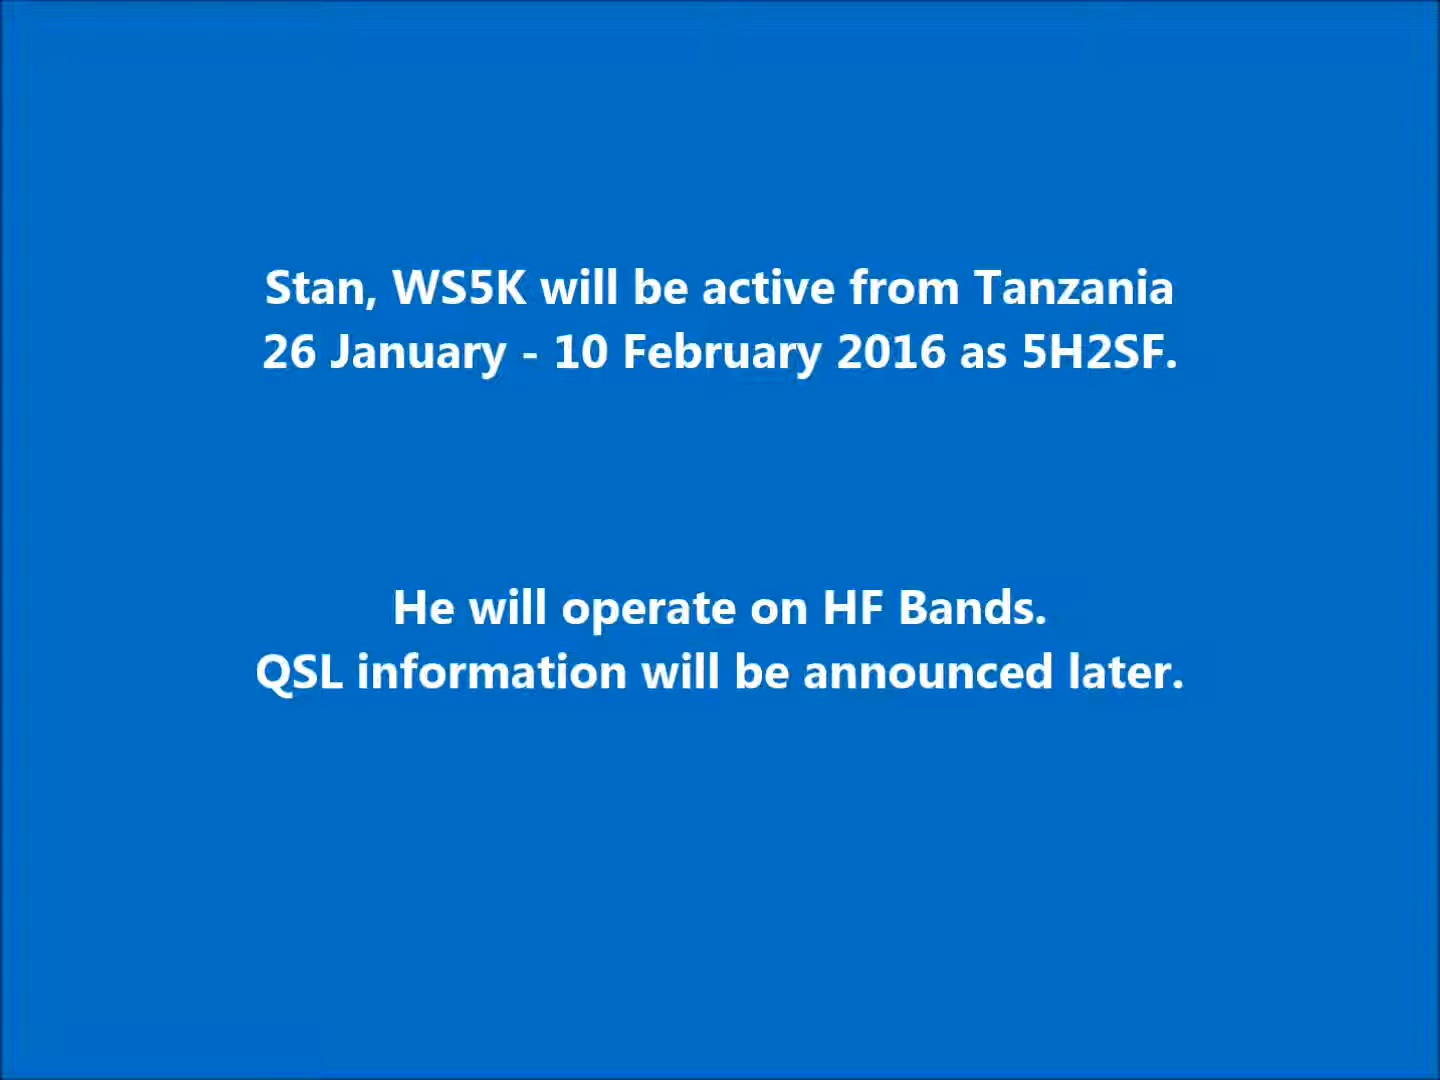 Stan, WS5K will be active from Tanzania
26 January - 10 February 2016 as 5H2SF.
He will operate on HF Bands.
QSL information will be announced later.